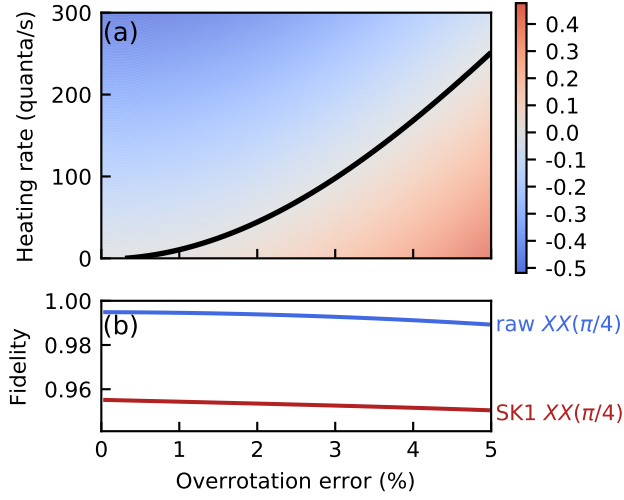 300
200
100
0
Heating rate (quanta/s)
(a)
0.4
0.3
0.2
0.1
0.0
-0.1
-0.2
-0.3
-0.4
-0.5
1.00
0.98
0.96
Fidelity
(b)
raw XX(π/4)
SK1 XX(π/4)
0 1 2 3 4 5
Overrotation error (%)